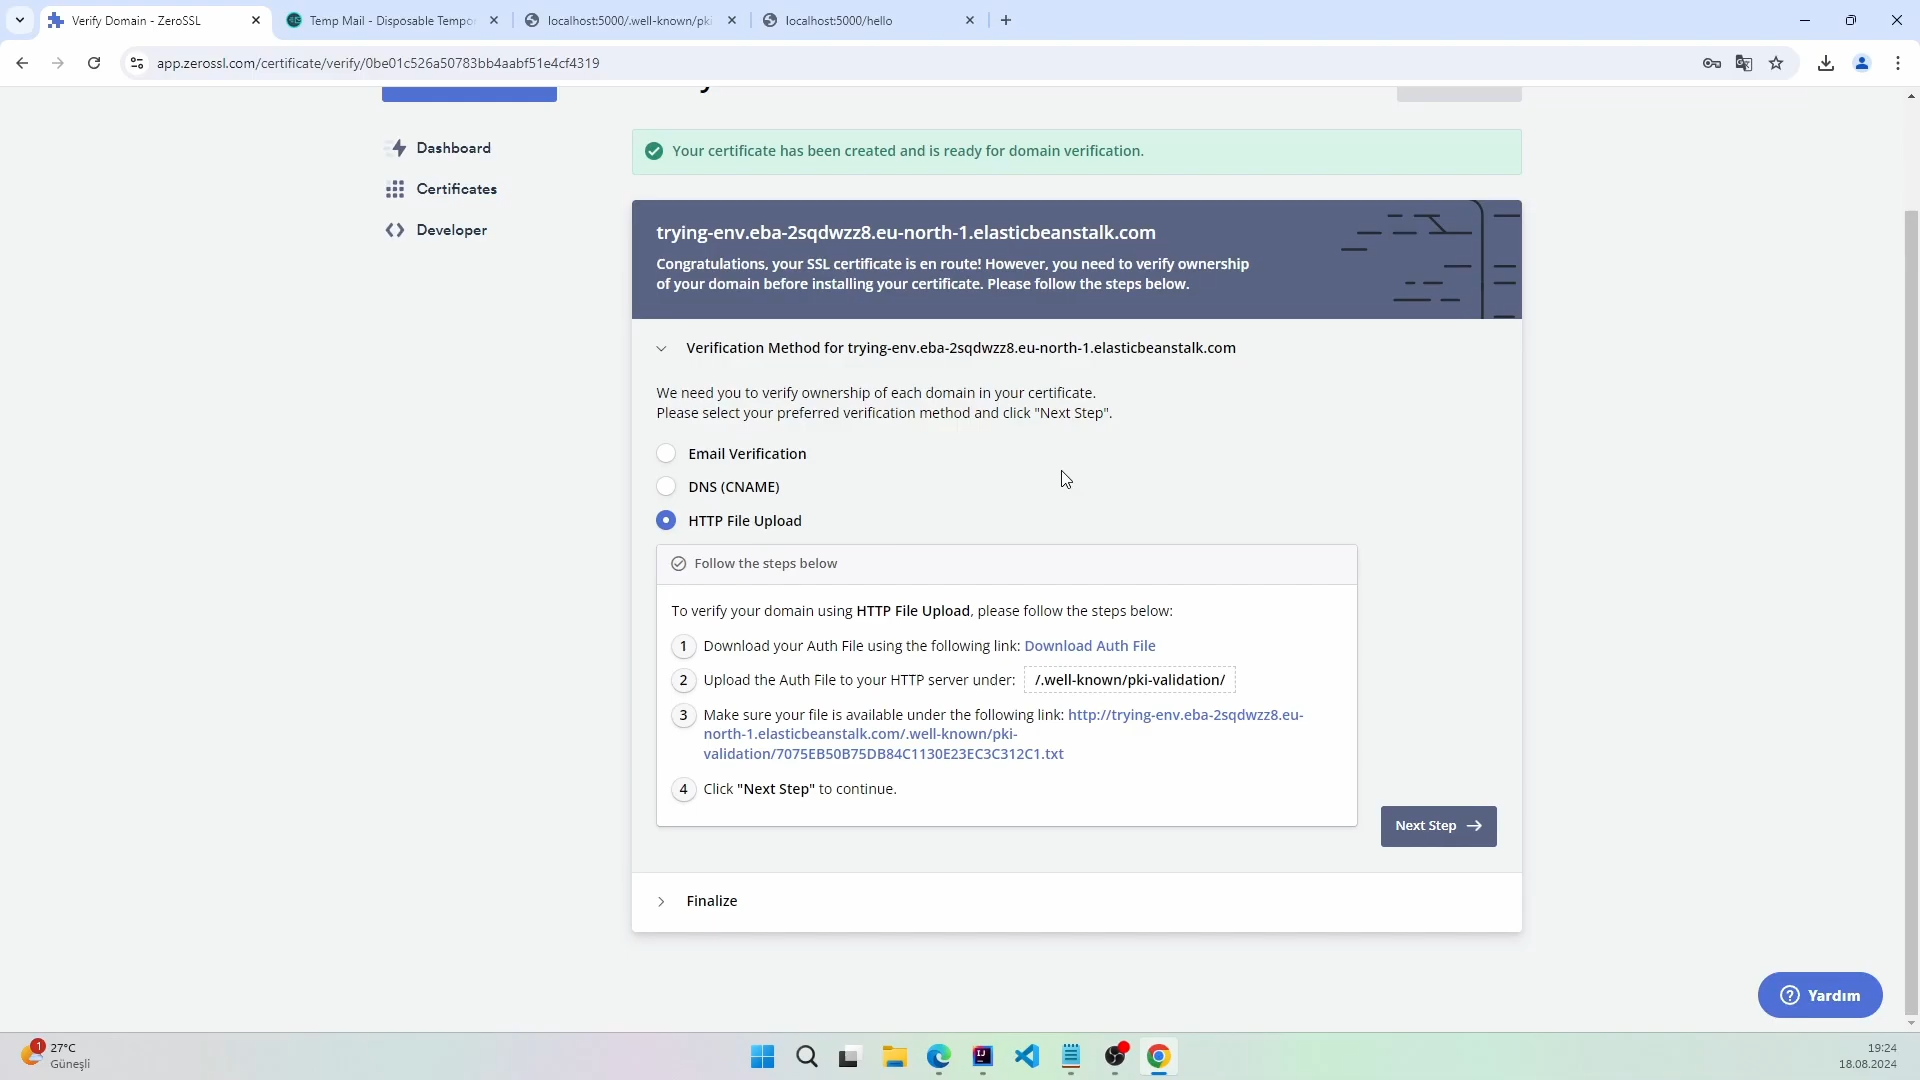 Verify Domain - ZeroSSL
Temp Mail - Disposable Tempo
localhost:5000/.well-known/pki
localhost:5000/hello
app.zerossl.com/certificate/verify/0be01c526a50783bb4aabf51e4cf4319
Dashboard
Certificates
Developer
Your certificate has been created and is ready for domain verification.
trying-env.eba-2sqdwzz8.eu-north-1.elasticbeanstalk.com
Congratulations, your SSL certificate is en route! However, you need to verify ownership
of your domain before installing your certificate. Please follow the steps below.
Verification Method for trying-env.eba-2sqdwzz8.eu-north-1.elasticbeanstalk.com
We need you to verify ownership of each domain in your certificate.
Please select your preferred verification method and click "Next Step".
Email Verification
DNS (CNAME)
HTTP File Upload
Follow the steps below
To verify your domain using HTTP File Upload, please follow the steps below:
1 Download your Auth File using the following link: Download Auth File
2 Upload the Auth File to your HTTP server under: /.well-known/pki-validation/
3 Make sure your file is available under the following link: http://trying-env.eba-2sqdwzz8.eu-
north-1.elasticbeanstalk.com/.well-known/pki-
validation/7075EB50B75DB84C1130E23EC3C312C1.txt
4 Click "Next Step" to continue.
Next Step
Finalize
Yardım
1
27°C
Güneşli
19:24
18.08.2024